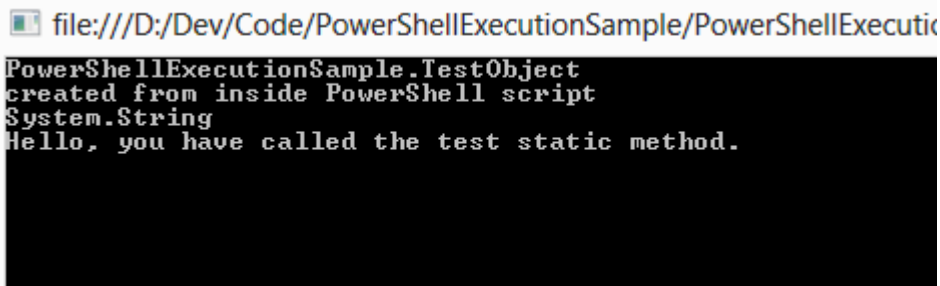 file:///D:/Dev/Code/PowerShellExecutionSample/PowerShellExecutio
PowerShellExecutionSample.TestObject
created from inside PowerShell script
System.String
Hello, you have called the test static method.